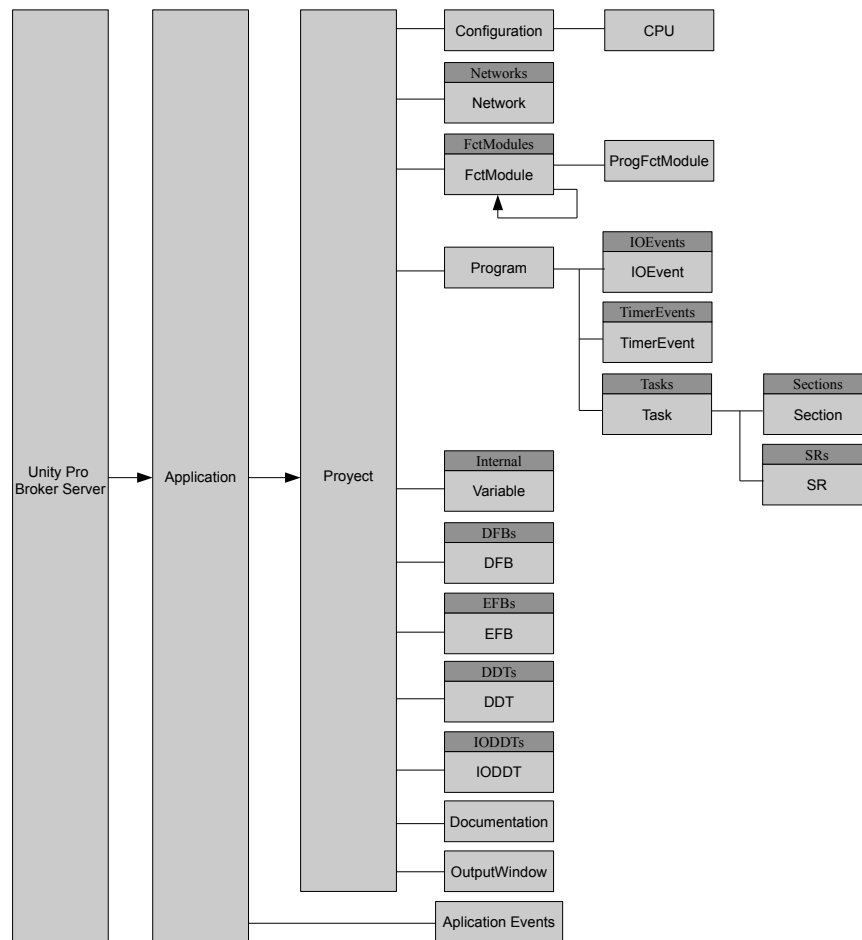 Configuration
CPU
Networks
Network
FctModules
FctModule
ProgFctModule
Program
IOEvents
IOEvent
TimerEvents
TimerEvent
Tasks
Task
Sections
Section
SRs
SR
Unity Pro
Broker Server
Application
Proyect
Internal
Variable
DFBs
DFB
EFBs
EFB
DDTs
DDT
IODDTs
IODDT
Documentation
OutputWindow
Aplication Events